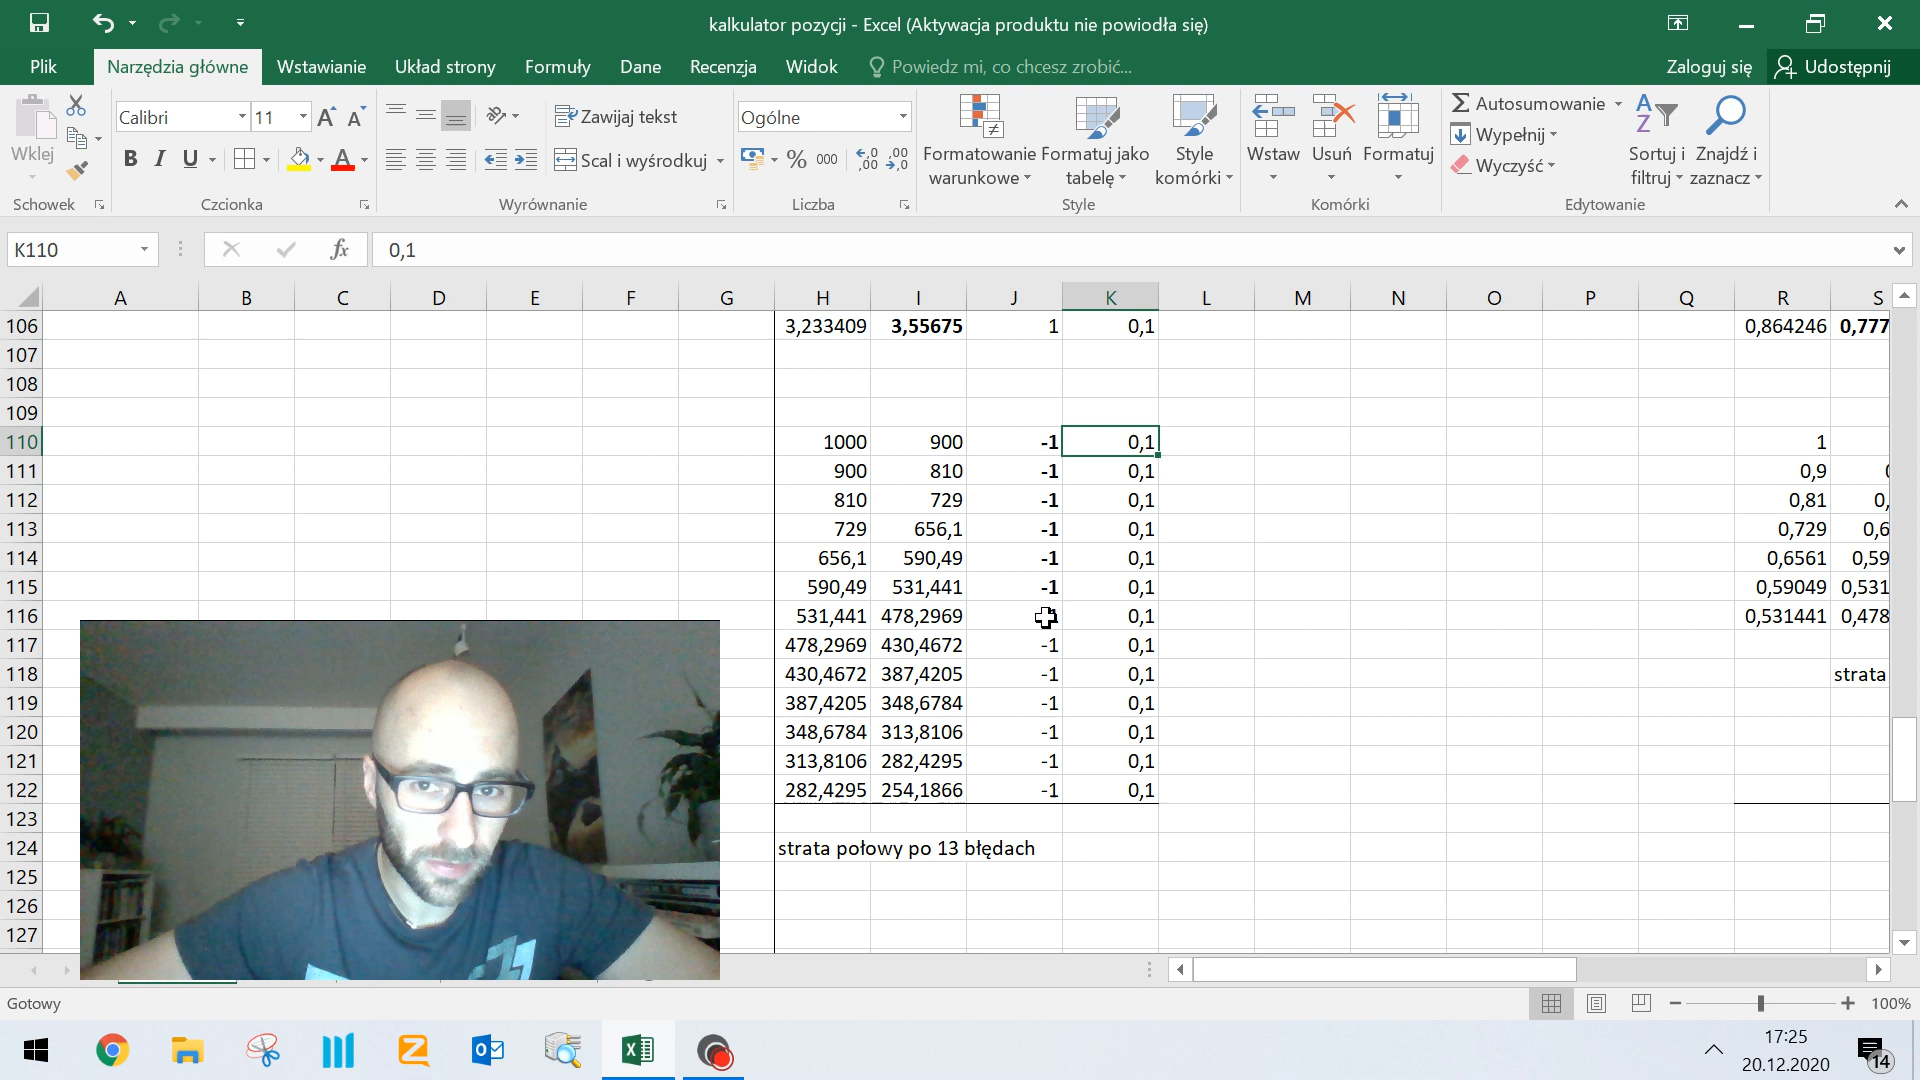 kalkulator pozycji - Excel (Aktywacja produktu nie powiodła się)
Plik Narzędzia główne Wstawianie Układ strony Formuły Dane Recenzja Widok Powiedz mi, co chcesz zrobić... Zaloguj się Udostępnij
Wklej
Schowek
Calibri 11
B I U
Czcionka
Zawijaj tekst
Scal i wyśrodkuj
Wyrównanie
Ogólne
% 000
Liczba
Formatowanie warunkowe
Formatuj jako tabelę
Style komórki
Style
Wstaw Usuń Formatuj
Komórki
Autosumowanie
Wypełnij
Wyczyść
Sortuj i filtruj
Znajdź i zaznacz
Edytowanie
K110 fx 0,1
A B C D E F G H I J K L M N O P Q R S
106 3,233409 3,55675 1 0,1 0,864246 0,777
107
108
109
110 1000 900 -1 0,1 1
111 900 810 -1 0,1 0,9
112 810 729 -1 0,1 0,81 0,
113 729 656,1 -1 0,1 0,729 0,6
114 656,1 590,49 -1 0,1 0,6561 0,59
115 590,49 531,441 -1 0,1 0,59049 0,531
116 531,441 478,2969 0,1 0,531441 0,478
117 478,2969 430,4672 -1 0,1
118 430,4672 387,4205 -1 0,1 strata
119 387,4205 348,6784 -1 0,1
120 348,6784 313,8106 -1 0,1
121 313,8106 282,4295 -1 0,1
122 282,4295 254,1866 -1 0,1
123
124 strata połowy po 13 błędach
125
126
127
Gotowy 100%
17:25
20.12.2020
14